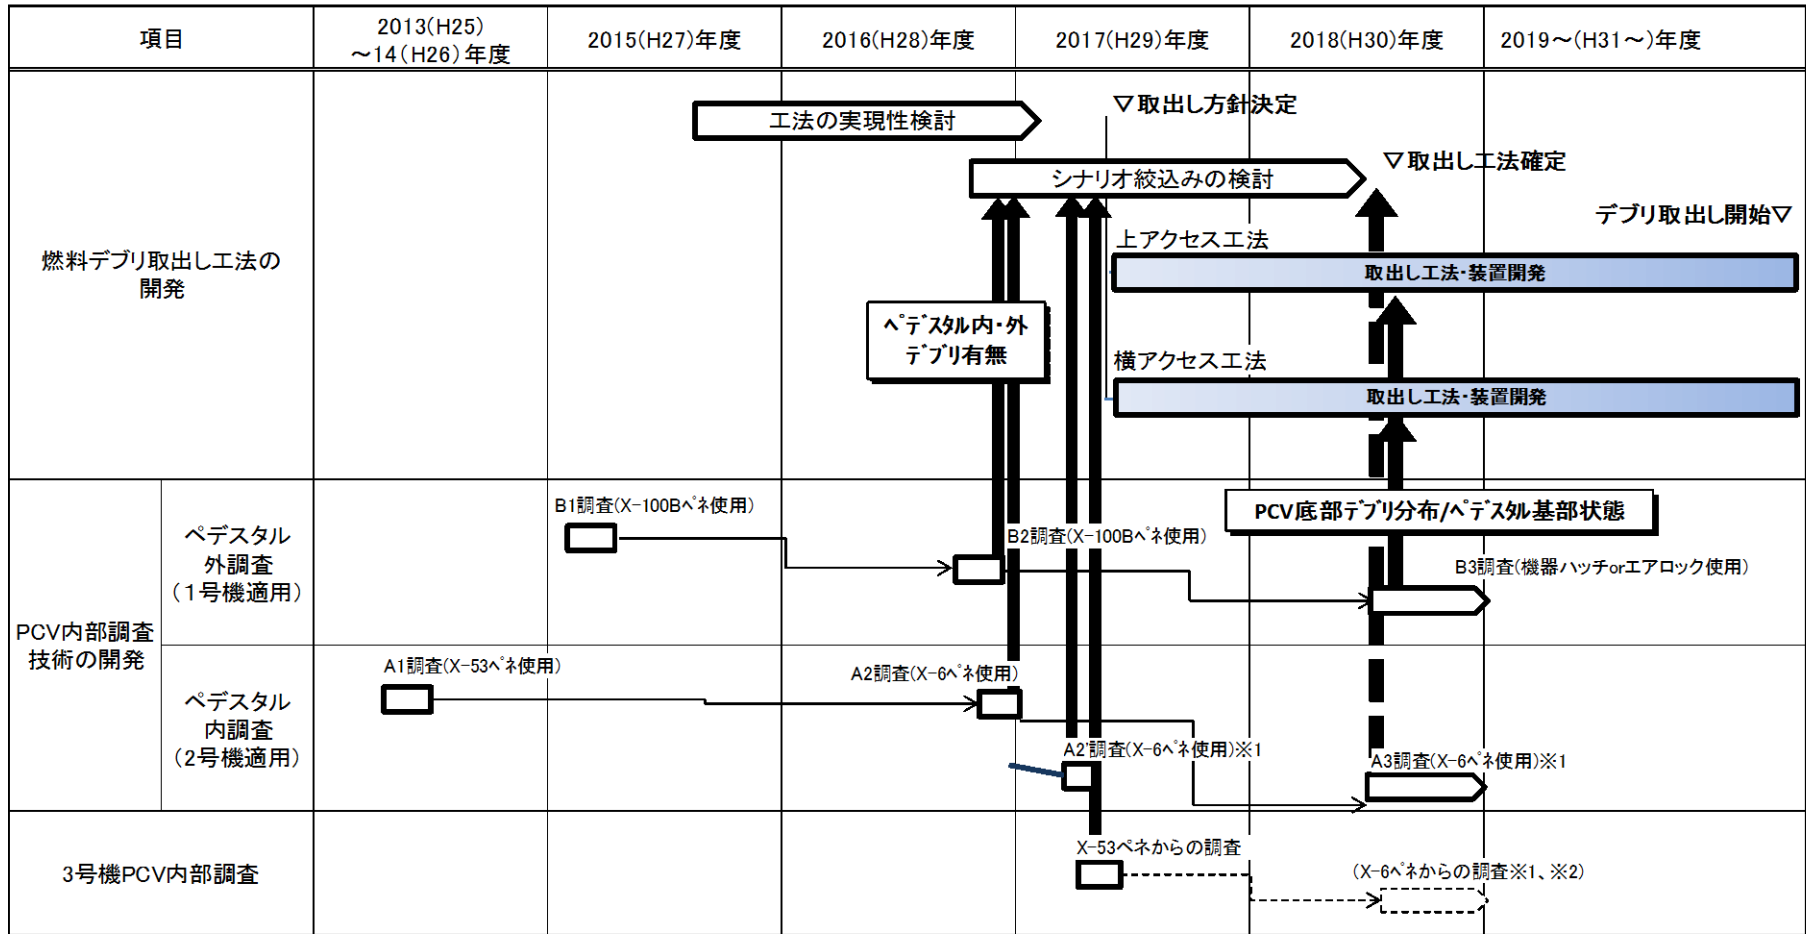 項目
2013(H25)
～14(H26)年度
2015(H27)年度
2016(H28)年度
2017(H29)年度
2018(H30)年度
2019～(H31～)年度
燃料デブリ取出し工法の
開発
工法の実現性検討
▽取出し方針決定
シナリオ絞込みの検討
▽取出し工法確定
デブリ取出し開始▽
上アクセス工法
取出し工法・装置開発
ﾍﾟﾃﾞｽﾀﾙ内・外
ﾃﾞﾌﾞﾘ有無
横アクセス工法
取出し工法・装置開発
PCV内部調査
技術の開発
ペデスタル
外調査
（１号機適用）
B1調査(X-100Bﾍﾟﾈ使用)
B2調査(X-100Bﾍﾟﾈ使用)
PCV底部ﾃﾞﾌﾞﾘ分布/ﾍﾟﾃﾞｽﾀﾙ基部状態
B3調査(機器ハッチorエアロック使用)
ペデスタル
内調査
（2号機適用）
A1調査(X-53ﾍﾟﾈ使用)
A2調査(X-6ﾍﾟﾈ使用)
A2'調査(X-6ﾍﾟﾈ使用)※1
A3調査(X-6ﾍﾟﾈ使用)※1
3号機PCV内部調査
X-53ペネからの調査
(X-6ﾍﾟﾈからの調査※1、※2)